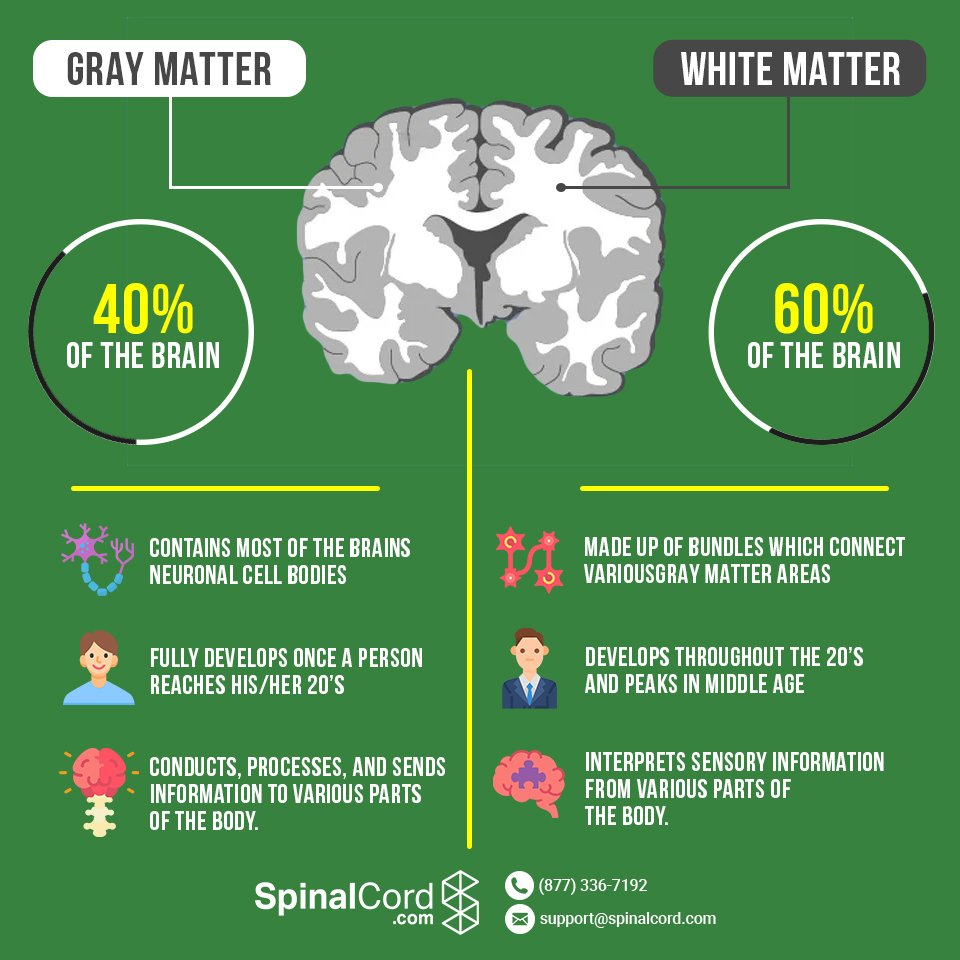 GRAY MATTER
WHITE MATTER
40%
OF THE BRAIN
60%
OF THE BRAIN
CONTAINS MOST OF THE BRAINS
NEURONAL CELL BODIES
FULLY DEVELOPS ONCE A PERSON
REACHES HIS/HER 20'S
CONDUCTS, PROCESSES, AND SENDS
INFORMATION TO VARIOUS PARTS
OF THE BODY.
MADE UP OF BUNDLES WHICH CONNECT
VARIOUSGRAY MATTER AREAS
DEVELOPS THROUGHOUT THE 20'S
AND PEAKS IN MIDDLE AGE
INTERPRETS SENSORY INFORMATION
FROM VARIOUS PARTS OF
THE BODY.
SpinalCord
.com
(877) 336-7192
support@spinalcord.com